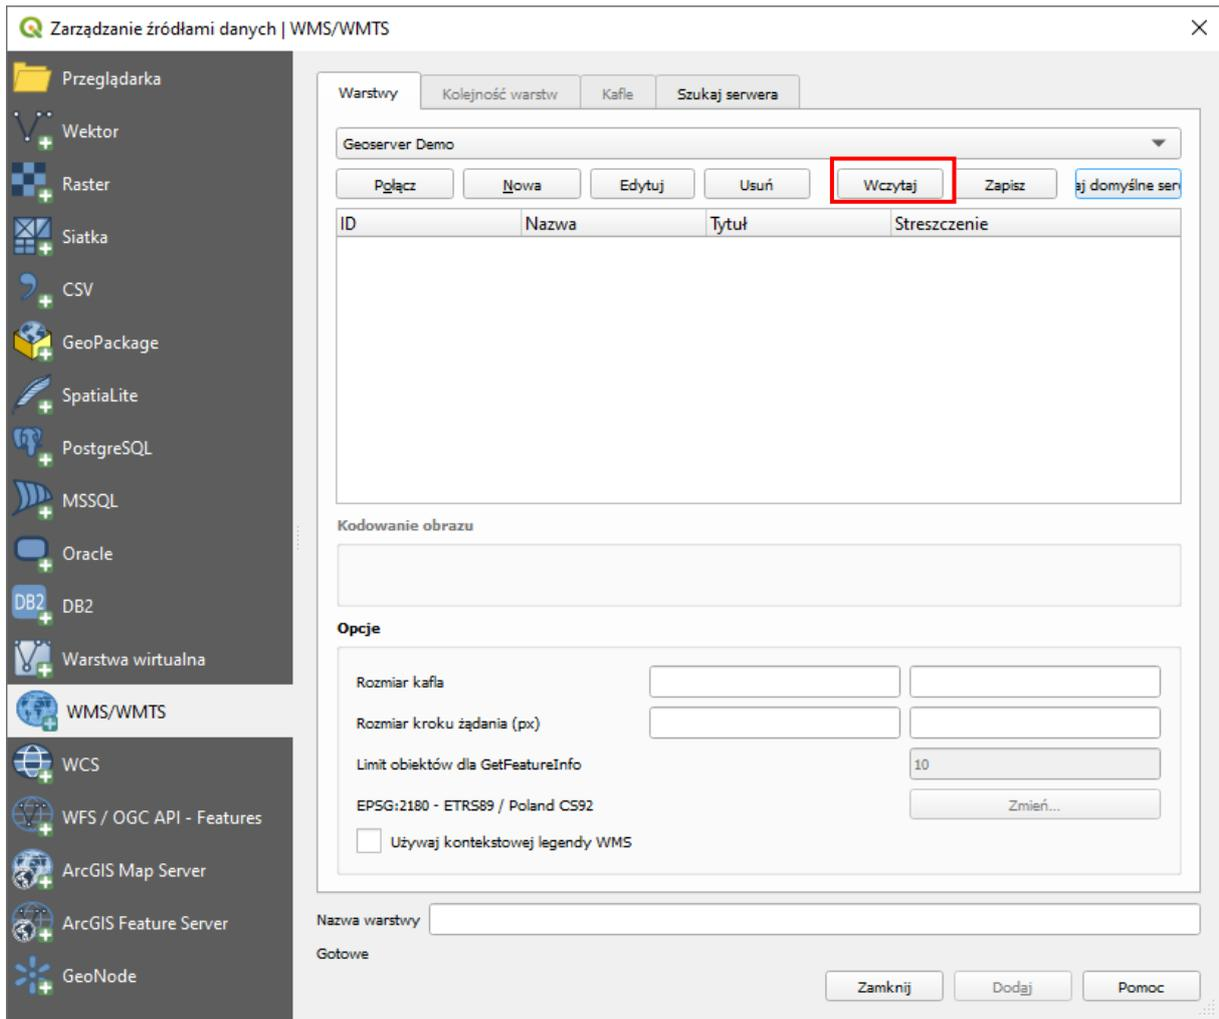 Zarządzanie źródłami danych | WMS/WMTS
Przeglądarka
Wektor
Raster
Siatka
CSV
GeoPackage
SpatiaLite
PostgreSQL
MSSQL
Oracle
DB2
DB2
Warstwa wirtualna
WMS/WMTS
WCS
WFS / OGC API - Features
ArcGIS Map Server
ArcGIS Feature Server
GeoNode
Warstwy Kolejność warstw Kafle Szukaj serwera
Geoserver Demo
Połącz Nowa Edytuj Usuń Wczytaj Zapisz aj domyślne ser
ID Nazwa Tytuł Streszczenie
Kodowanie obrazu
Opcje
Rozmiar kafla
Rozmiar kroku żądania (px)
Limit obiektów dla GetFeatureInfo 10
EPSG:2180 - ETRS89 / Poland CS92 Zmień...
Używaj kontekstowej legendy WMS
Nazwa warstwy
Gotowe
Zamknij Dodaj Pomoc